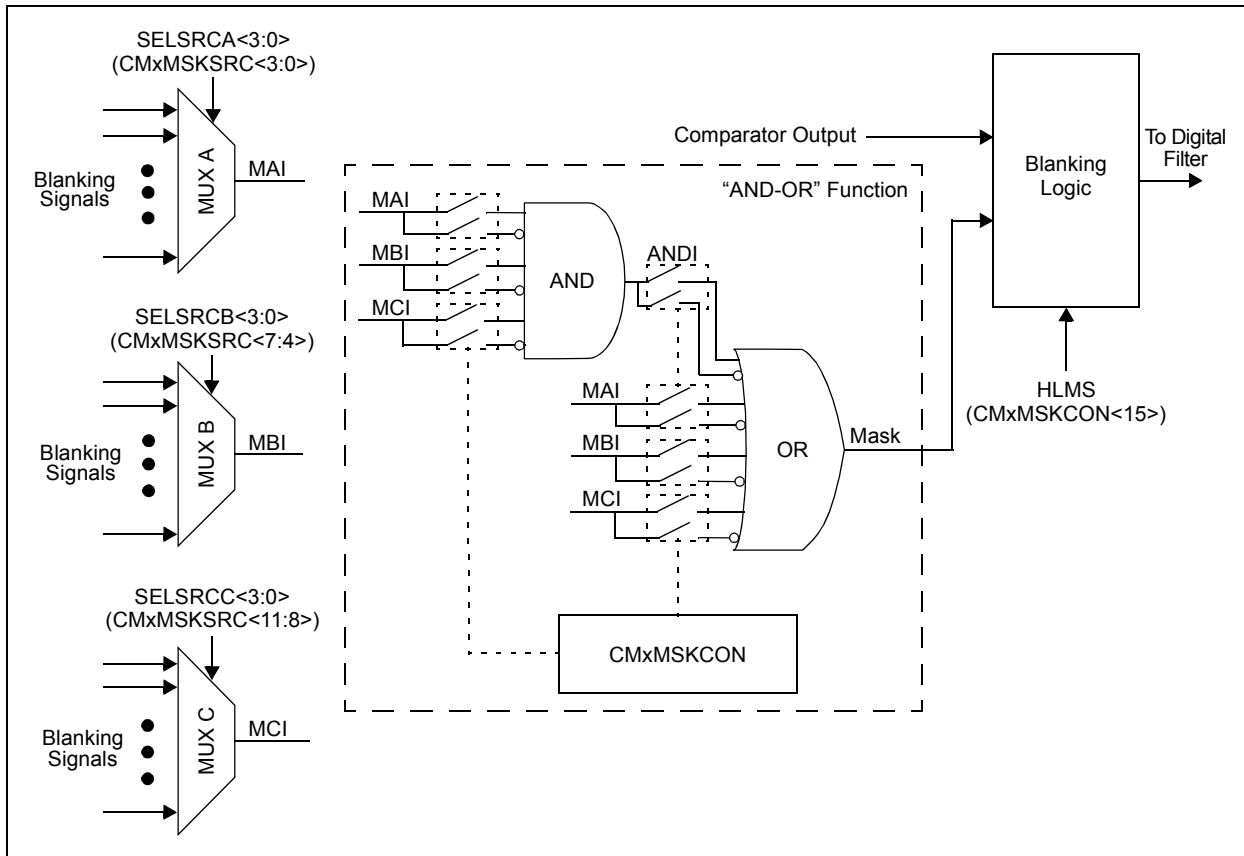 SELSRCA<3:0>
(CMxMSKSRC<3:0>)
Blanking
Signals
MUX A
MAI
SELSRCB<3:0>
(CMxMSKSRC<7:4>)
Blanking
Signals
MUX B
MBI
SELSRCC<3:0>
(CMxMSKSRC<11:8>)
Blanking
Signals
MUX C
MCI
“AND-OR” Function
MAI
MBI
MCI
AND
ANDI
MAI
MBI
MCI
OR
Mask
CMxMSKCON
Comparator Output
Blanking
Logic
To Digital
Filter
HLMS
(CMxMSKCON<15>)